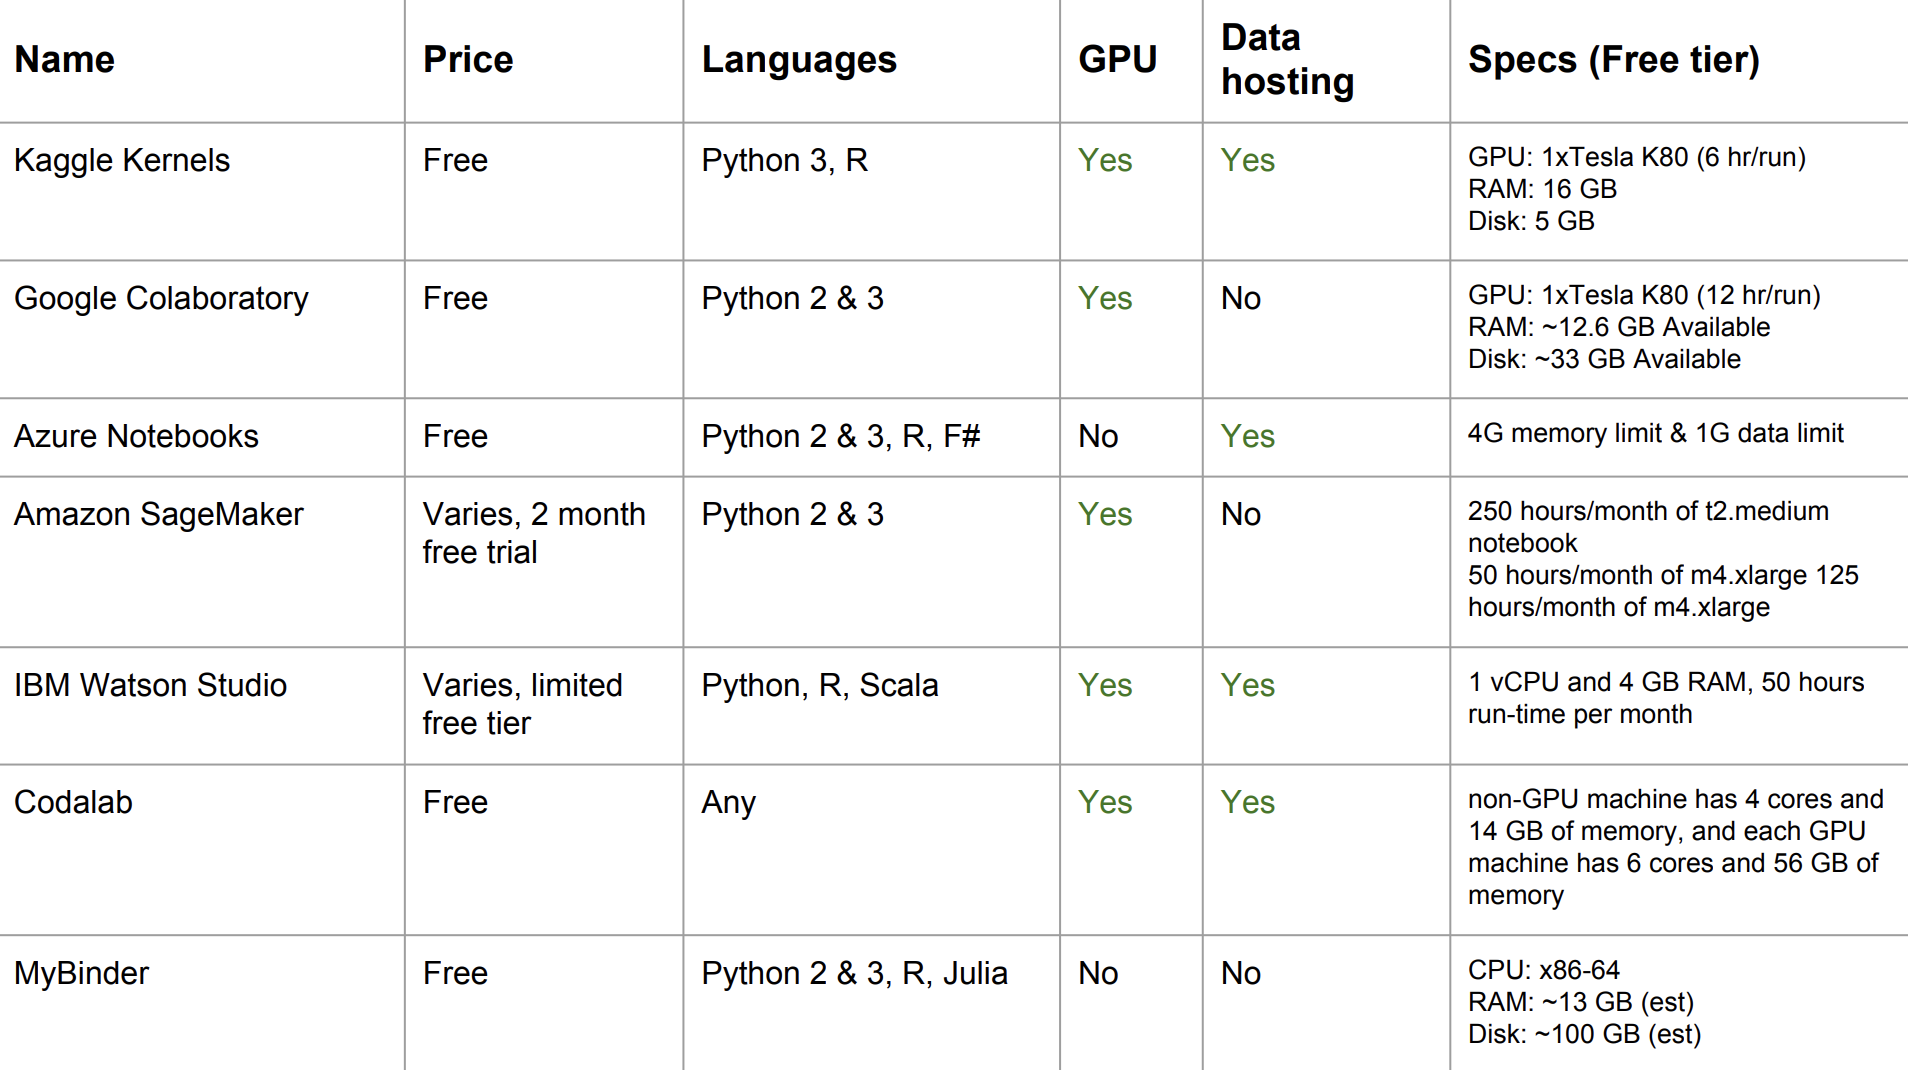 Name
Price
Languages
GPU
Data
hosting
Specs (Free tier)
Kaggle Kernels
Free
Python 3, R
Yes
Yes
GPU: 1xTesla K80 (6 hr/run)
RAM: 16 GB
Disk: 5 GB
Google Colaboratory
Free
Python 2 & 3
Yes
No
GPU: 1xTesla K80 (12 hr/run)
RAM: ~12.6 GB Available
Disk: ~33 GB Available
Azure Notebooks
Free
Python 2 & 3, R, F#
No
Yes
4G memory limit & 1G data limit
Amazon SageMaker
Varies, 2 month
free trial
Python 2 & 3
Yes
No
250 hours/month of t2.medium
notebook
50 hours/month of m4.xlarge 125
hours/month of m4.xlarge
IBM Watson Studio
Varies, limited
free tier
Python, R, Scala
Yes
Yes
1 vCPU and 4 GB RAM, 50 hours
run-time per month
Codalab
Free
Any
Yes
Yes
non-GPU machine has 4 cores and
14 GB of memory, and each GPU
machine has 6 cores and 56 GB of
memory
MyBinder
Free
Python 2 & 3, R, Julia
No
No
CPU: x86-64
RAM: ~13 GB (est)
Disk: ~100 GB (est)